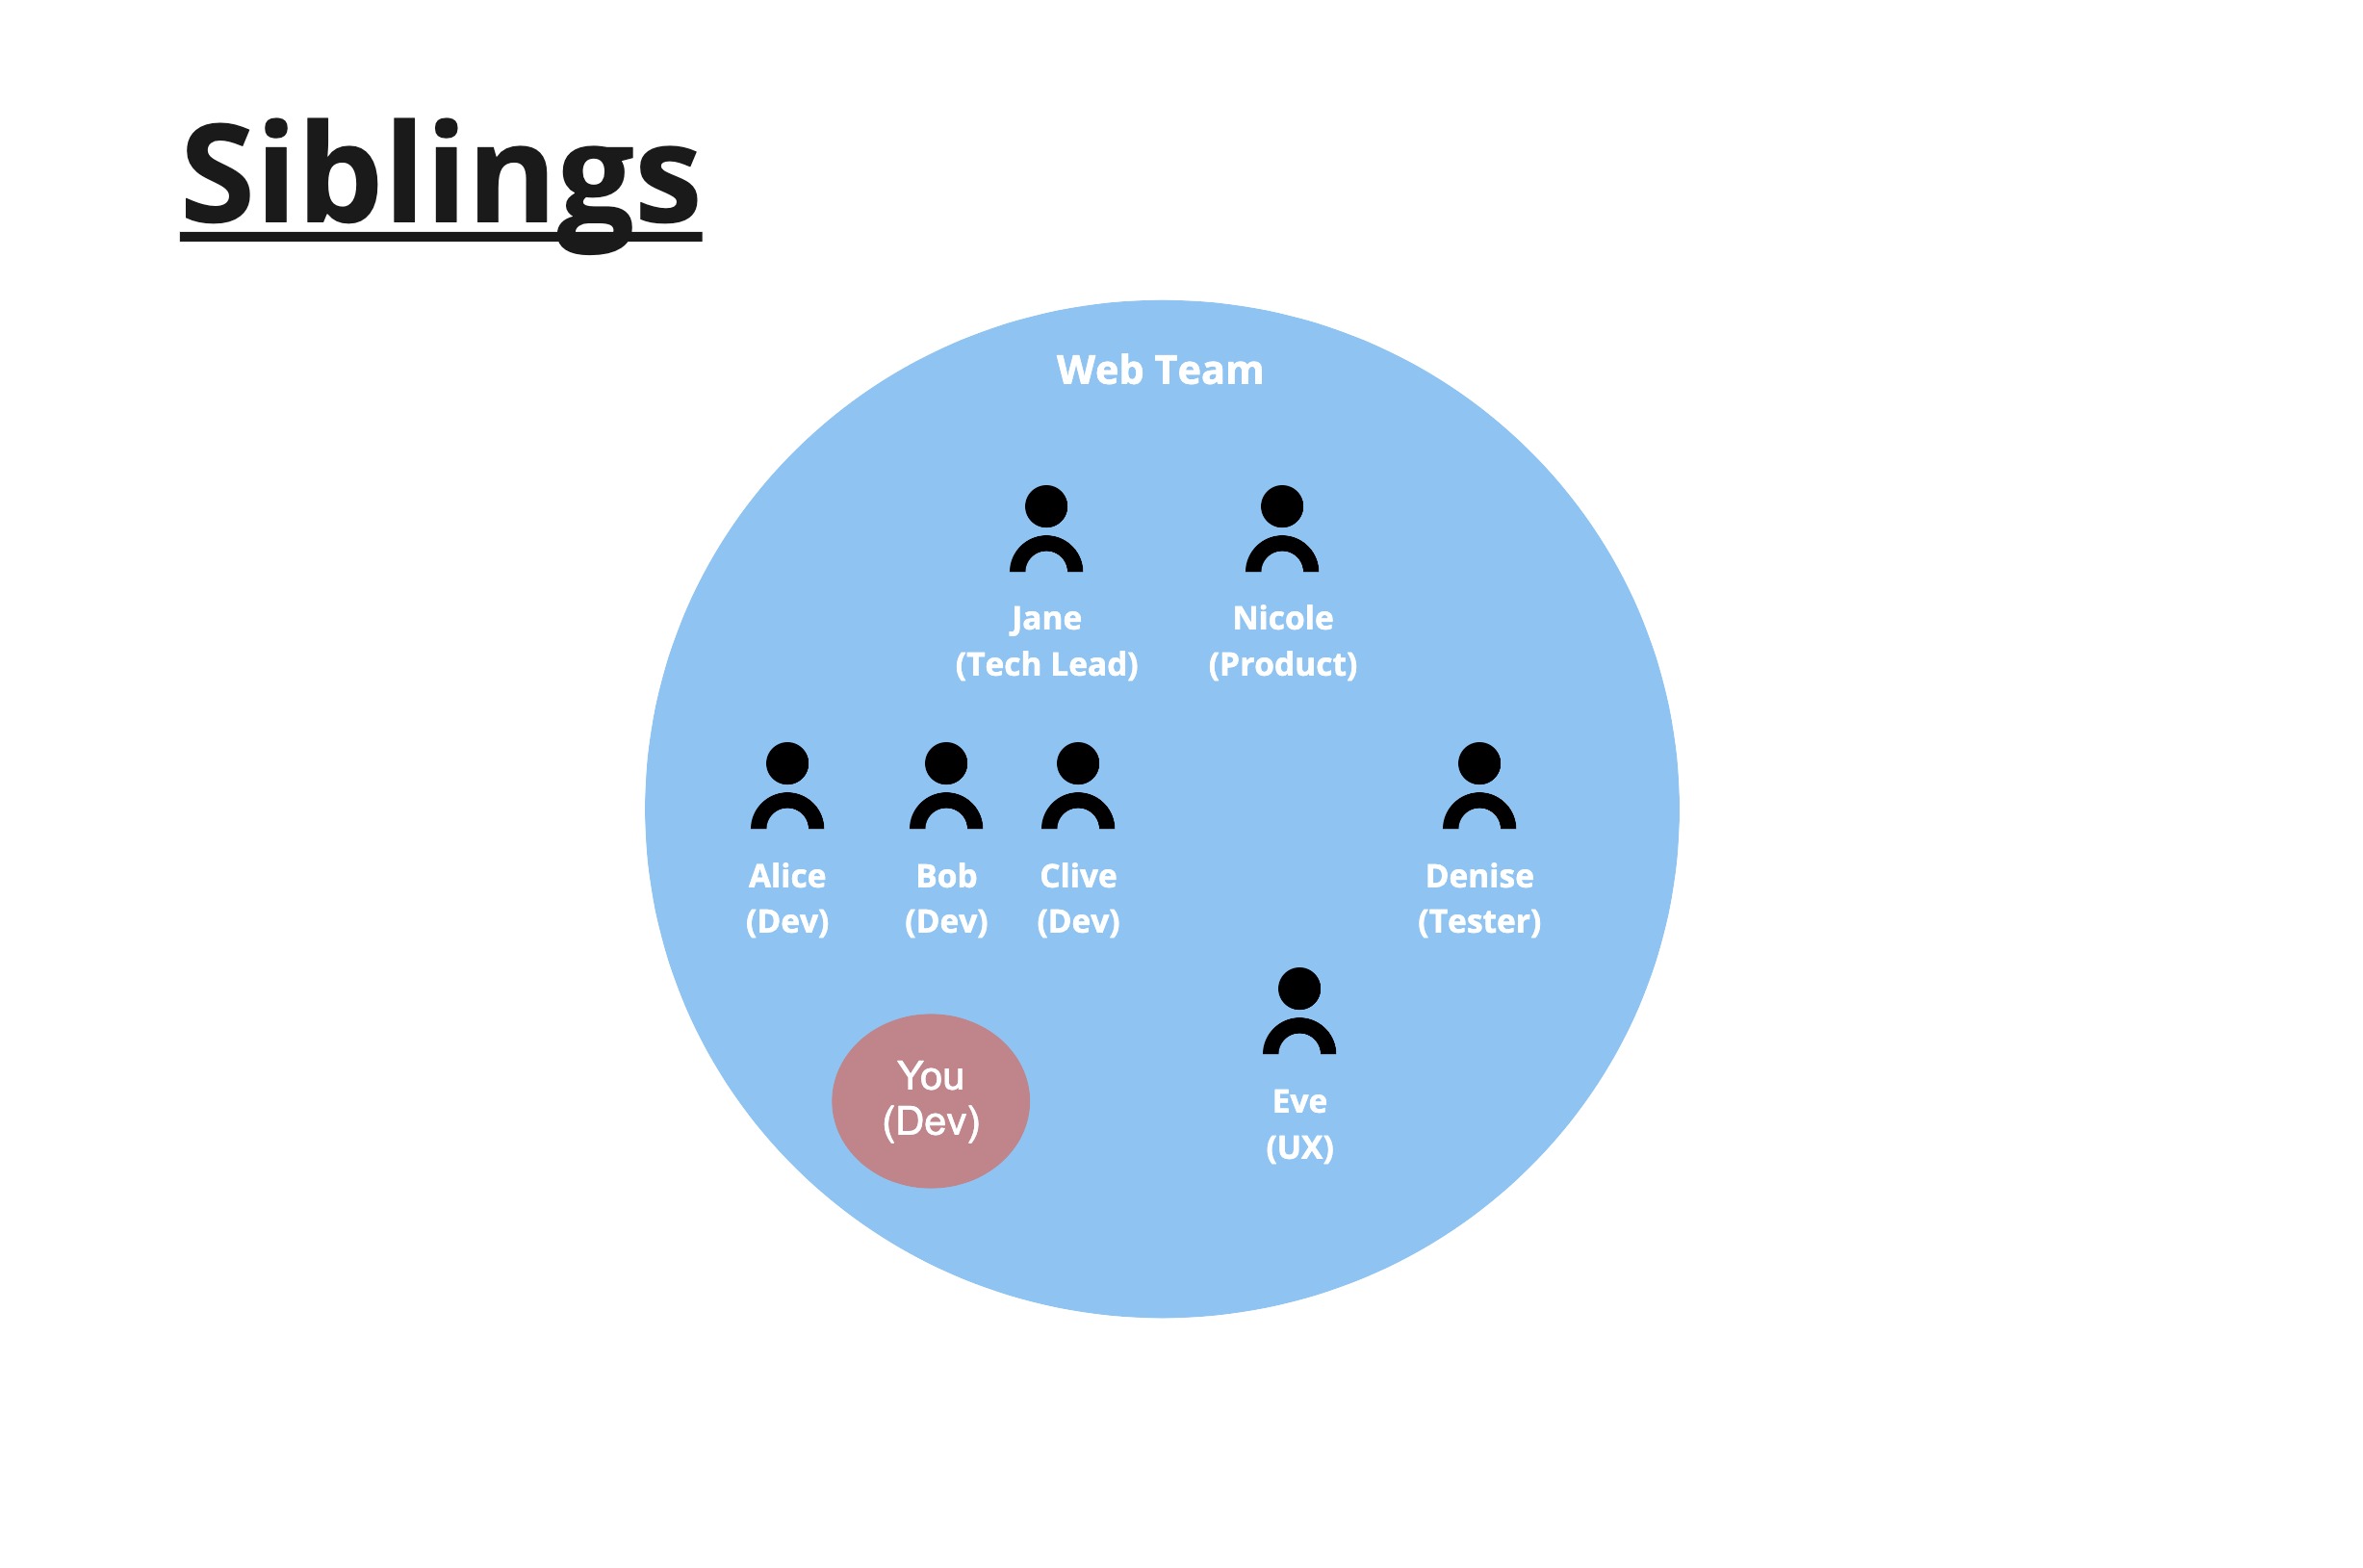 Siblings
Web Team
Jane
(Tech Lead)
Nicole
(Product)
Alice
(Dev)
Bob
(Dev)
Clive
(Dev)
Denise
(Tester)
You
(Dev)
Eve
(UX)